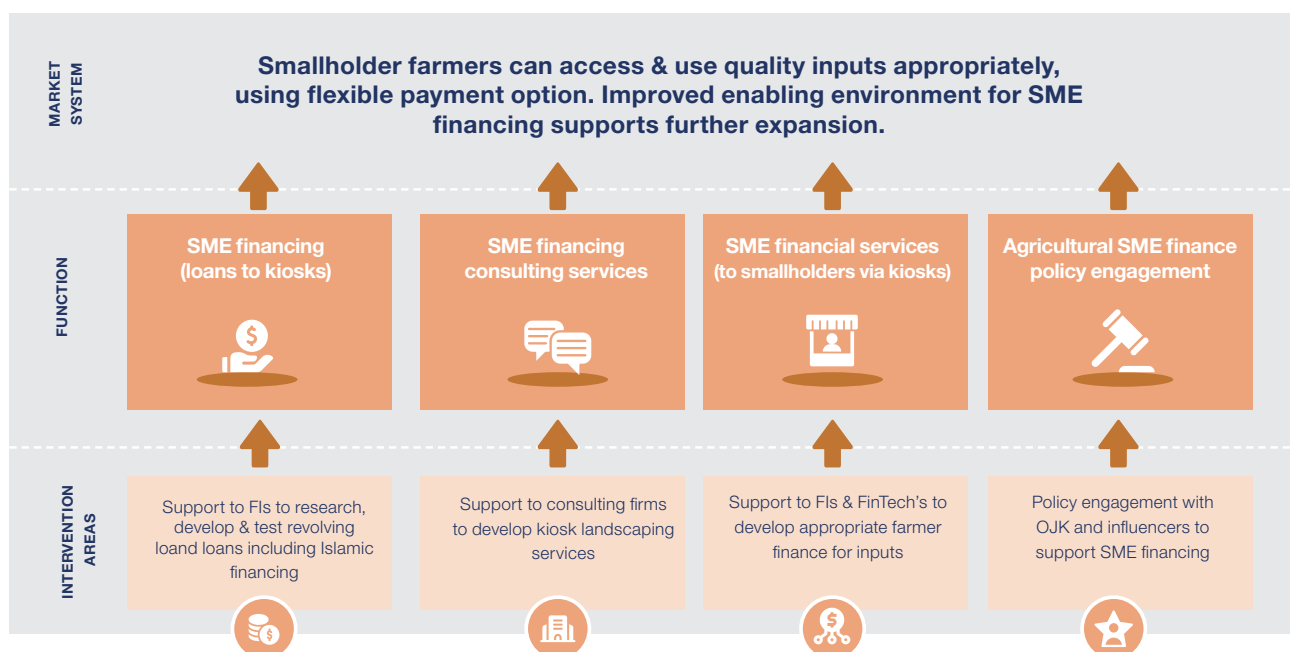 MARKET
SYSTEM
Smallholder farmers can access & use quality inputs appropriately,
using flexible payment option. Improved enabling environment for SME
financing supports further expansion.
FUNCTION
SME financing
(loans to kiosks)
$
SME financing
consulting services
SME financial services
(to smallholders via kiosks)
Agricultural SME finance
policy engagement
INTERVENTION
AREAS
Support to FIs to research,
develop & test revolving
loand loans including Islamic
financing
$
Support to consulting firms
to develop kiosk landscaping
services
Support to FIs & FinTech's to
develop appropriate farmer
finance for inputs
$
Policy engagement with
OJK and influencers to
support SME financing